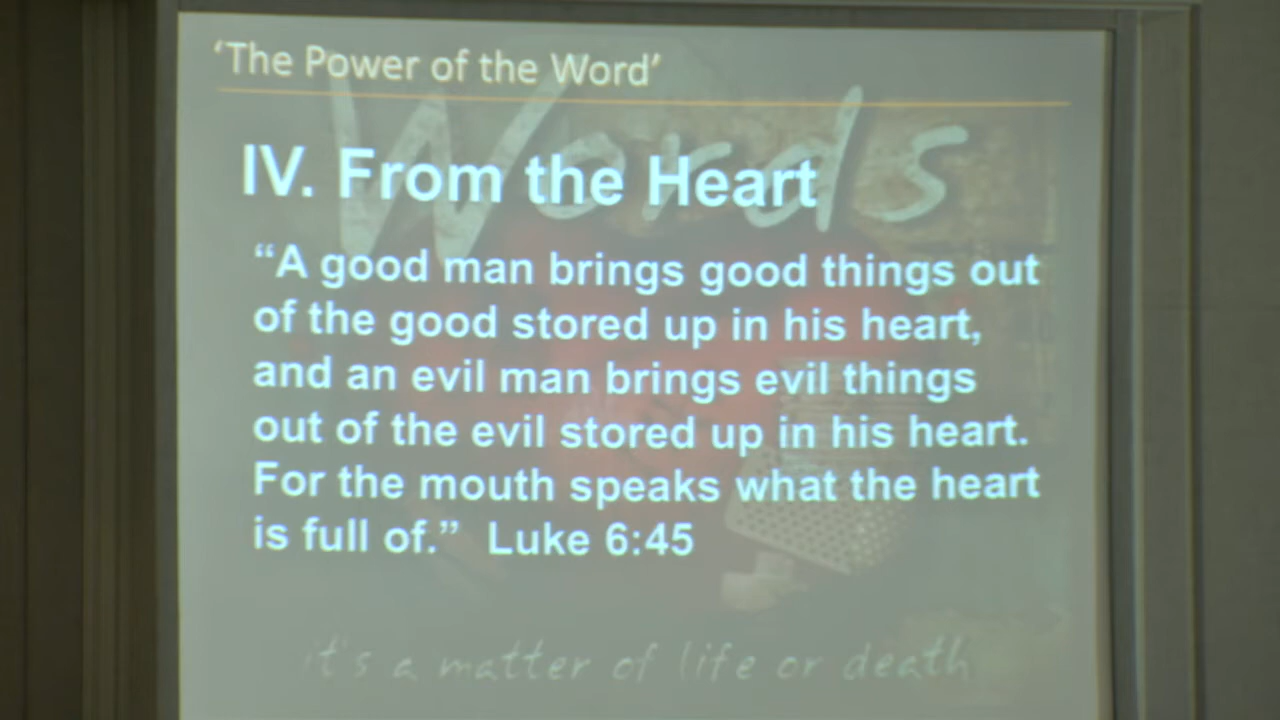 ‘The Power of the Word’
Words
IV. From the Heart
“A good man brings good things out
of the good stored up in his heart,
and an evil man brings evil things
out of the evil stored up in his heart.
For the mouth speaks what the heart
is full of.” Luke 6:45
it's a matter of life or death